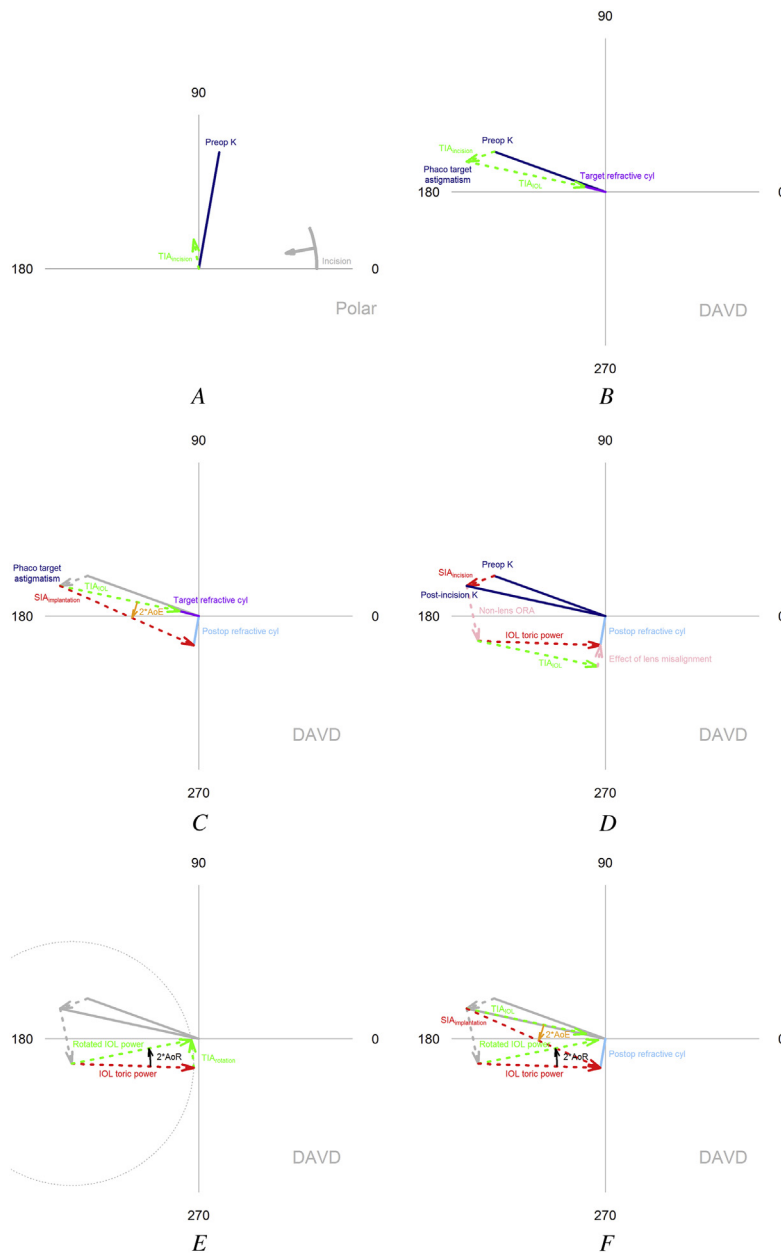 90
Preop K
TIAincision
180
Incision
0
Polar
A
90
TIAincision
Preop K
Phaco target
astigmatism
TIAIOL
Target refractive cyl
180
0
DAVD
270
B
90
Phaco target
astigmatism
TIAIOL
SIAimplantation
Target refractive cyl
2*AoE
180
0
Postop refractive cyl
DAVD
270
C
90
SIAincision
Preop K
Post-incision K
Non-lens ORA
180
0
Postop refractive cyl
IOL toric power
TIAIOL
Effect of lens misalignment
DAVD
270
D
90
180
0
Rotated IOL power
2*AoR
TIArotation
IOL toric power
DAVD
270
E
90
TIAIOL
SIAimplantation
2*AoE
180
0
Rotated IOL power
2*AoR
Postop refractive cyl
IOL toric power
DAVD
270
F